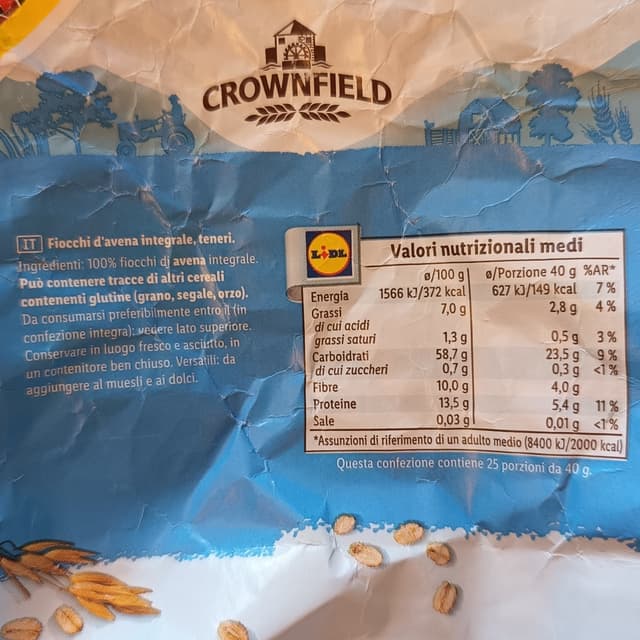 CROWNFIELD
IT Fiocchi d'avena integrale, teneri.
Ingredienti: 100% fiocchi di avena integrale.
Può contenere tracce di altri cereali
contenenti glutine (grano, segale, orzo).
Da consumarsi preferibilmente entro il (in
confezione integra): vedere lato superiore.
Conservare in luogo fresco e asciutto, in
un contenitore ben chiuso. Versatili: da
aggiungere al muesli e ai dolci.
LIDL
Valori nutrizionali medi
ø/100 g ø/Porzione 40 g %AR*
Energia 1566 kJ/372 kcal 627 kJ/149 kcal 7 %
Grassi 7,0 g 2,8 g 4 %
di cui acidi
grassi saturi 1,3 g 0,5 g 3 %
Carboidrati 58,7 g 23,5 g 9 %
di cui zuccheri 0,7 g 0,3 g <1 %
Fibre 10,0 g 4,0 g
Proteine 13,5 g 5,4 g 11 %
Sale 0,03 g 0,01 g <1 %
*Assunzioni di riferimento di un adulto medio (8400 kJ/2000 kcal)
Questa confezione contiene 25 porzioni da 40 g.